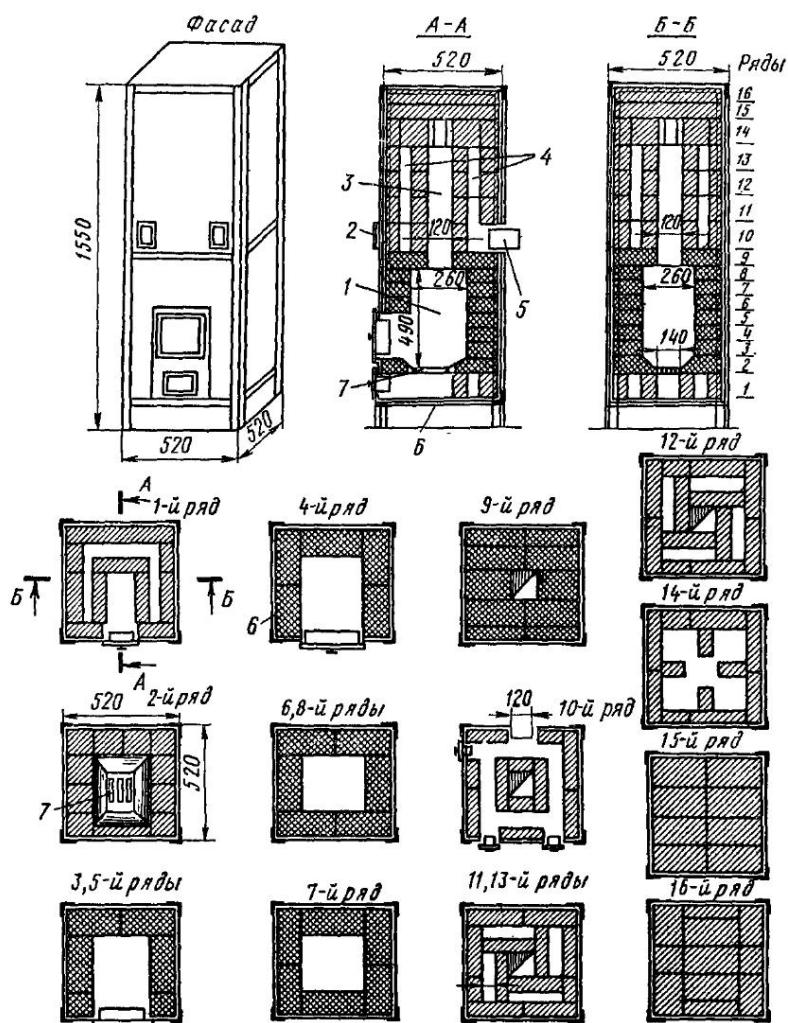 Фасад
А-А
Б-Б
520
520
Ряды
16
15
14
13
12
11
10
9
8
7
6
5
4
3
2
1
1550
520
520
4
3
2
120
5
260
1
490
7
Б
120
260
140
А
1-й ряд
Б
Б
А
4-й ряд
6
9-й ряд
12-й ряд
14-й ряд
520
2-й ряд
520
7
6,8-й ряды
120
10-й ряд
15-й ряд
3,5-й ряды
7-й ряд
11,13-й ряды
16-й ряд